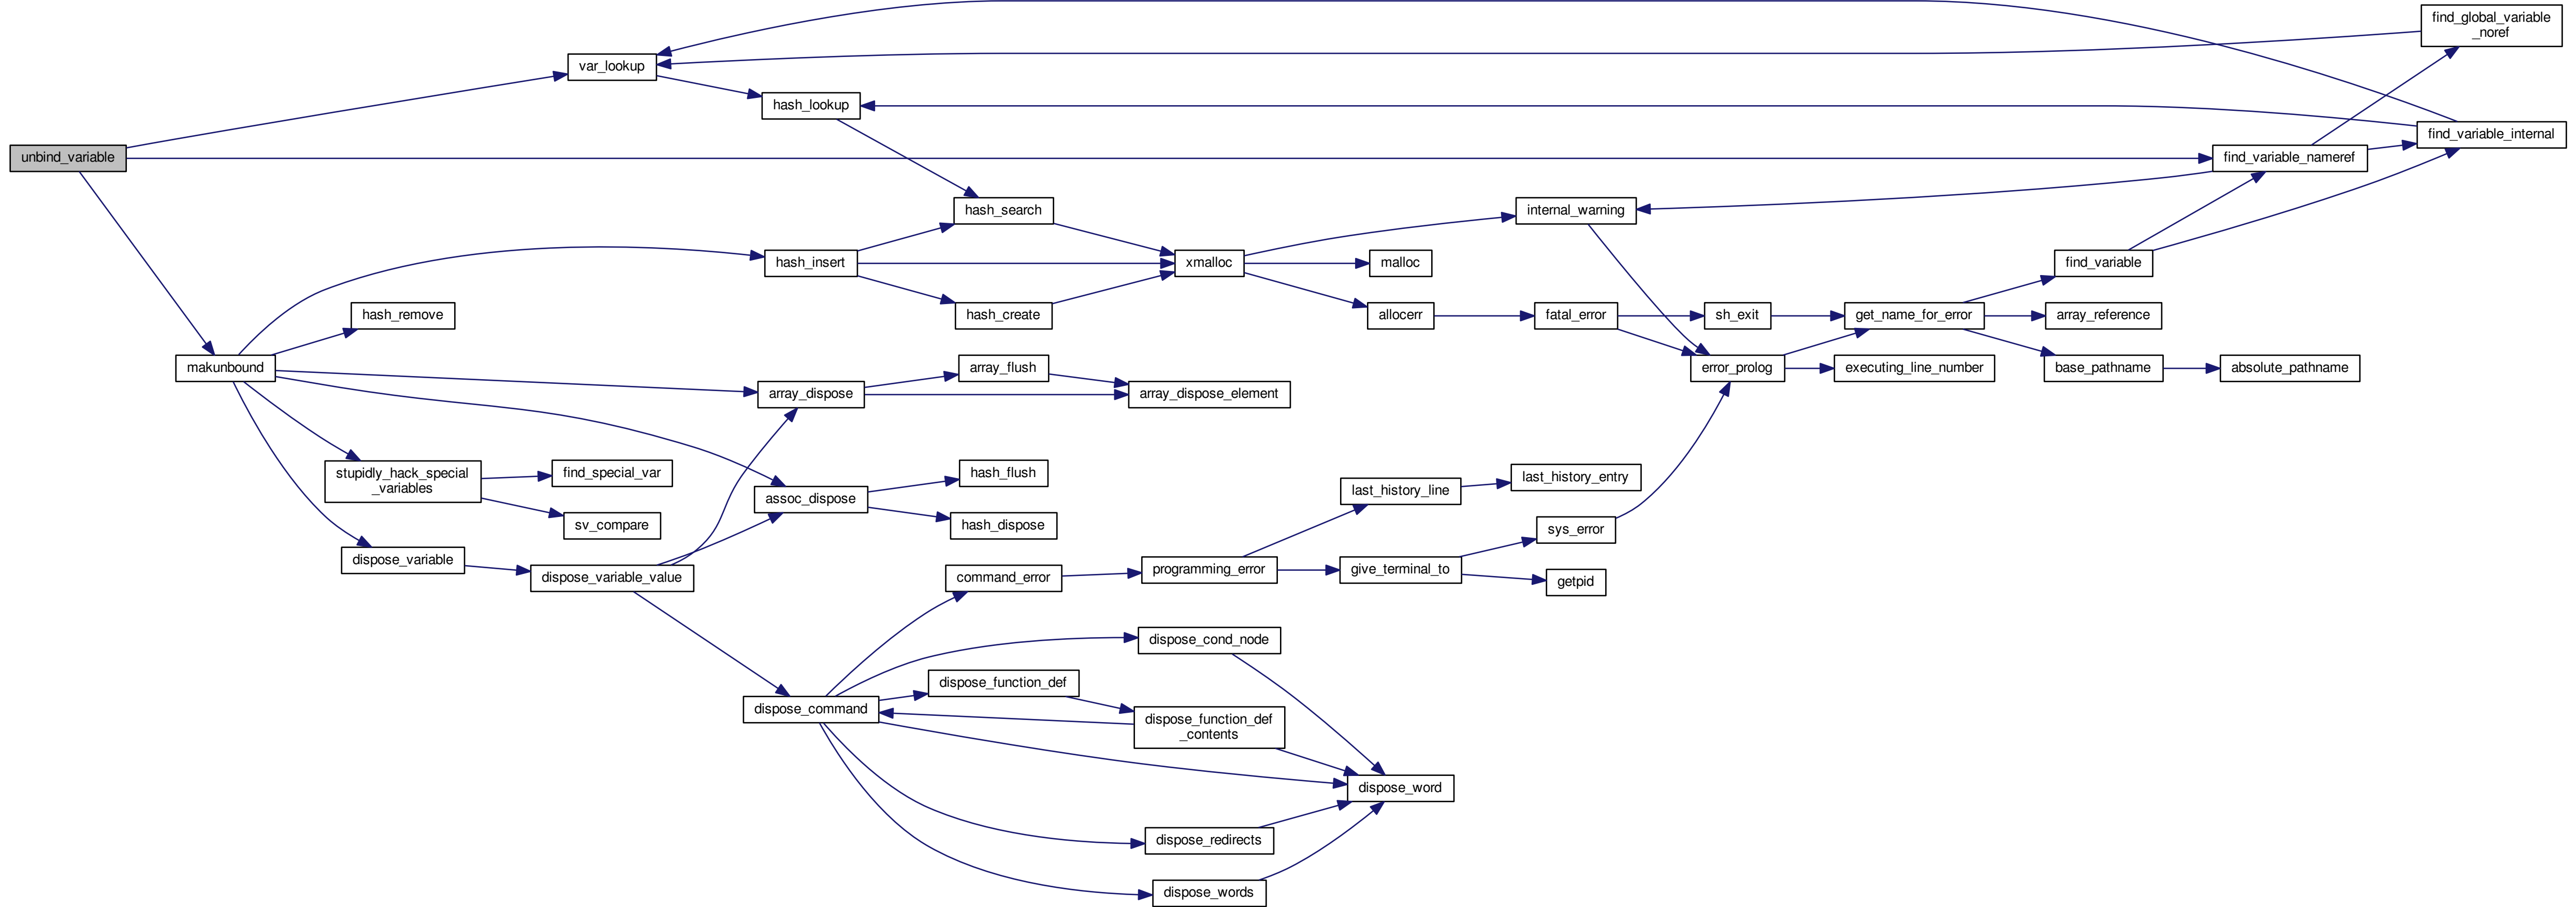 find_global_variable
_noref
var_lookup
hash_lookup
find_variable_internal
unbind_variable
find_variable_nameref
hash_search
internal_warning
hash_insert
xmalloc
malloc
find_variable
hash_remove
hash_create
allocerr
fatal_error
sh_exit
get_name_for_error
array_reference
makunbound
array_flush
error_prolog
executing_line_number
base_pathname
absolute_pathname
array_dispose
array_dispose_element
stupidly_hack_special
_variables
find_special_var
hash_flush
last_history_line
last_history_entry
assoc_dispose
sv_compare
hash_dispose
sys_error
dispose_variable
dispose_variable_value
command_error
programming_error
give_terminal_to
getpid
dispose_cond_node
dispose_function_def
dispose_command
dispose_function_def
_contents
dispose_word
dispose_redirects
dispose_words